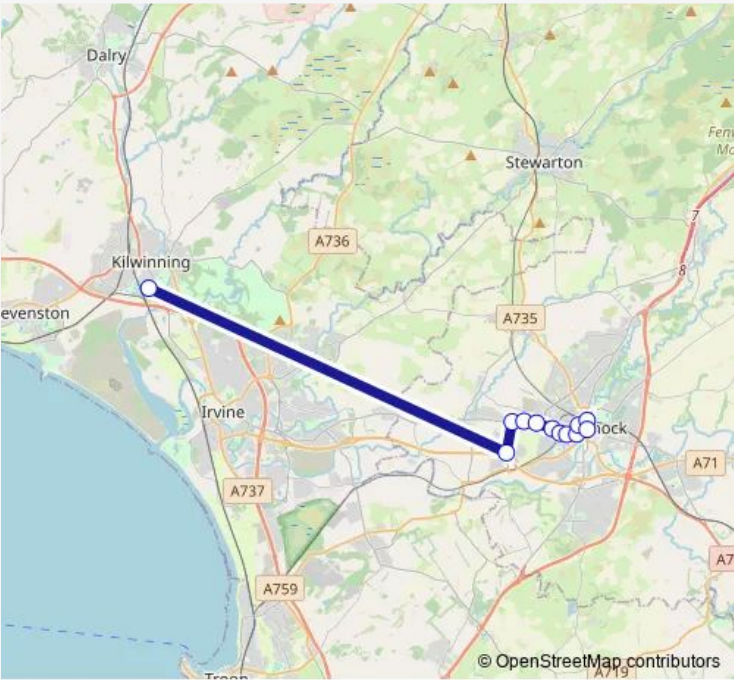 Dalry
Fenw
Mo
Stewarton
7
A736
Kilwinning
8
evenston
A735
Irvine
nock
A71
A737
A7
A759
© OpenStreetMap contributors
A719
Troon